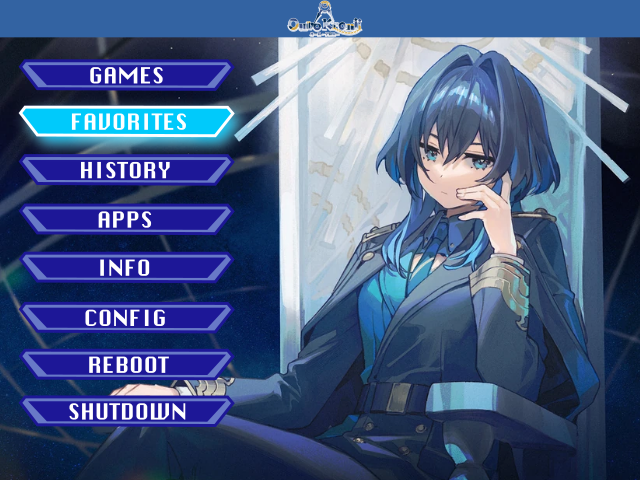 GAMES
FAVORITES
HISTORY
APPS
INFO
CONFIG
REBOOT
SHUTDOWN